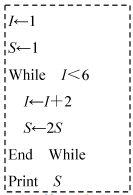 I←1
S←1
While I<6
I←I+2
S←2S
End While
Print S